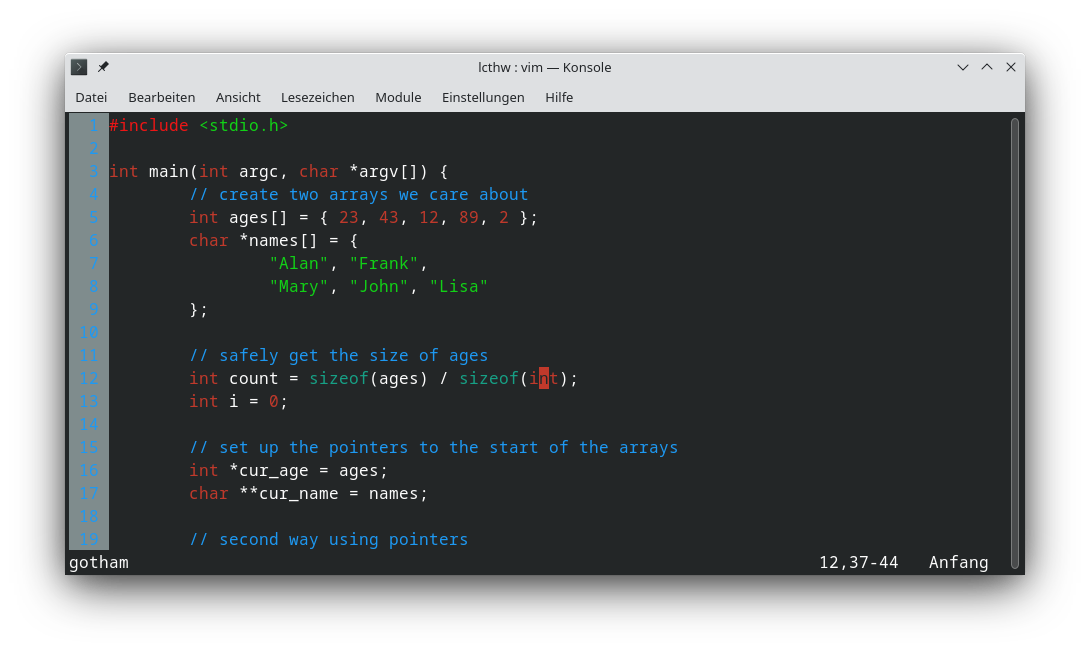 lcthw : vim — Konsole
Datei Bearbeiten Ansicht Lesezeichen Module Einstellungen Hilfe
1 #include <stdio.h>
2
3 int main(int argc, char *argv[]) {
4         // create two arrays we care about
5         int ages[] = { 23, 43, 12, 89, 2 };
6         char *names[] = {
7                 "Alan", "Frank",
8                 "Mary", "John", "Lisa"
9         };
10
11         // safely get the size of ages
12         int count = sizeof(ages) / sizeof(int);
13         int i = 0;
14
15         // set up the pointers to the start of the arrays
16         int *cur_age = ages;
17         char **cur_name = names;
18
19         // second way using pointers
gotham 12,37-44 Anfang